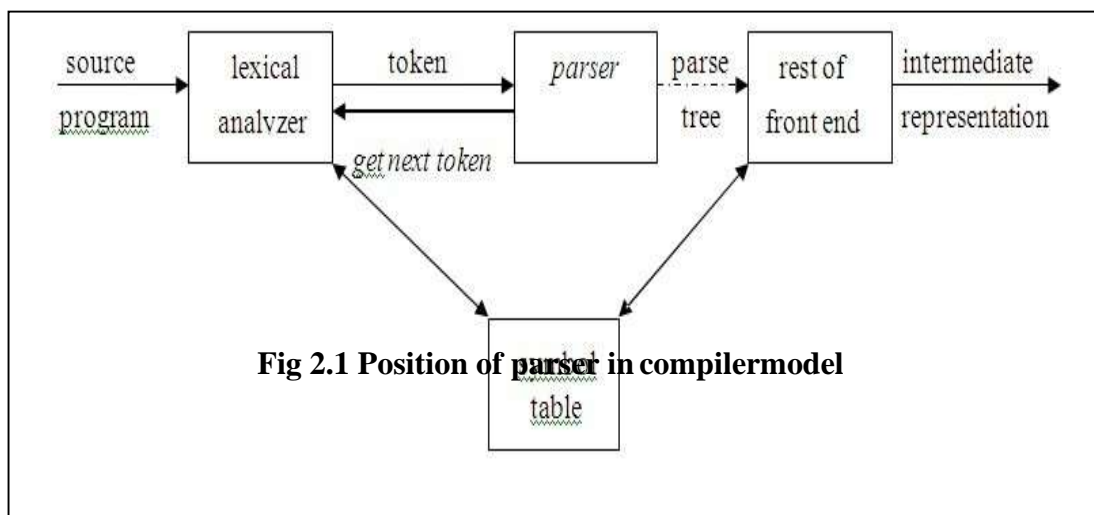 source
program
lexical
analyzer
token
get next token
parser
parse
tree
rest of
front end
intermediate
representation
Fig 2.1 Position of parser in compilermodel
symbol
table